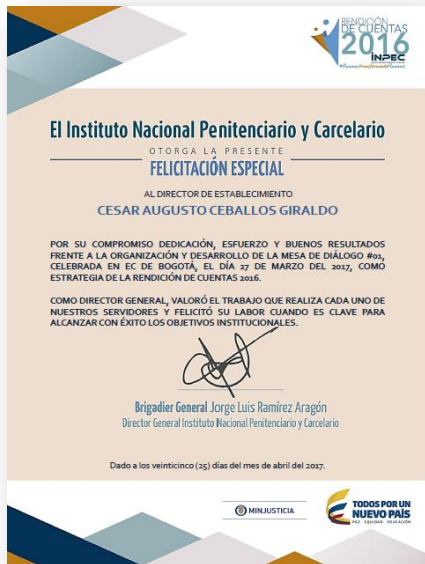 RENDICIÓN
DE CUENTAS
2016
INPEC
El Instituto Nacional Penitenciario y Carcelario
OTORGA LA PRESENTE
FELICITACIÓN ESPECIAL
AL DIRECTOR DE ESTABLECIMIENTO
CESAR AUGUSTO CEBALLOS GIRALDO
POR SU COMPROMISO DEDICACIÓN, ESFUERZO Y BUENOS RESULTADOS
FRENTE A LA ORGANIZACIÓN Y DESARROLLO DE LA MESA DE DIÁLOGO #01,
CELEBRADA EN EC DE BOGOTÁ, EL DÍA 27 DE MARZO DEL 2017, COMO
ESTRATEGIA DE LA RENDICIÓN DE CUENTAS 2016.
COMO DIRECTOR GENERAL, VALORÓ EL TRABAJO QUE REALIZA CADA UNO DE
NUESTROS SERVIDORES Y FELICITÓ SU LABOR CUANDO ES CLAVE PARA
ALCANZAR CON ÉXITO LOS OBJETIVOS INSTITUCIONALES.
Brigadier General Jorge Luis Ramírez Aragón
Director General Instituto Nacional Penitenciario y Carcelario
Dado a los veinticinco (25) días del mes de abril del 2017.
MINJUSTICIA
TODOS POR UN
NUEVO PAÍS
PAZ EQUIDAD EDUCACIÓN